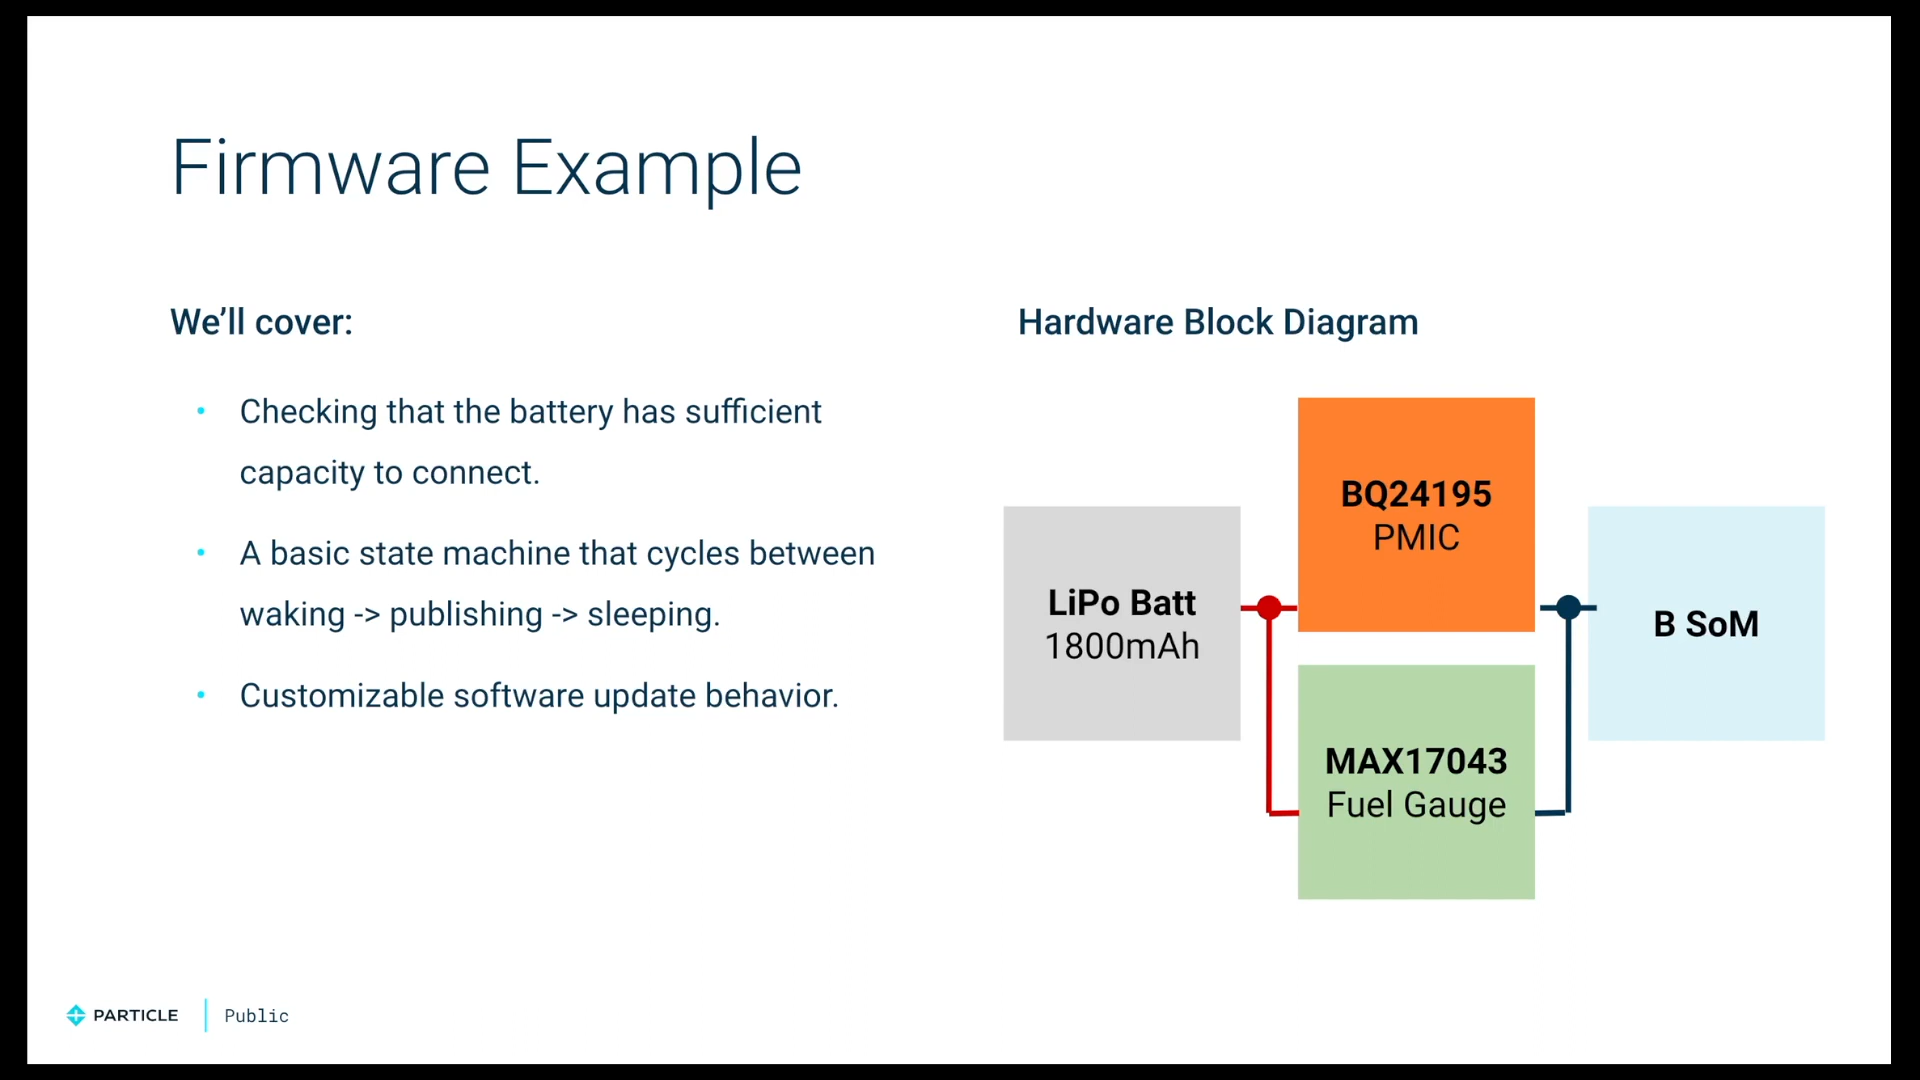 Firmware Example
We’ll cover:
• Checking that the battery has sufficient
capacity to connect.
• A basic state machine that cycles between
waking -> publishing -> sleeping.
• Customizable software update behavior.
Hardware Block Diagram
LiPo Batt
1800mAh
BQ24195
PMIC
MAX17043
Fuel Gauge
B SoM
PARTICLE
Public